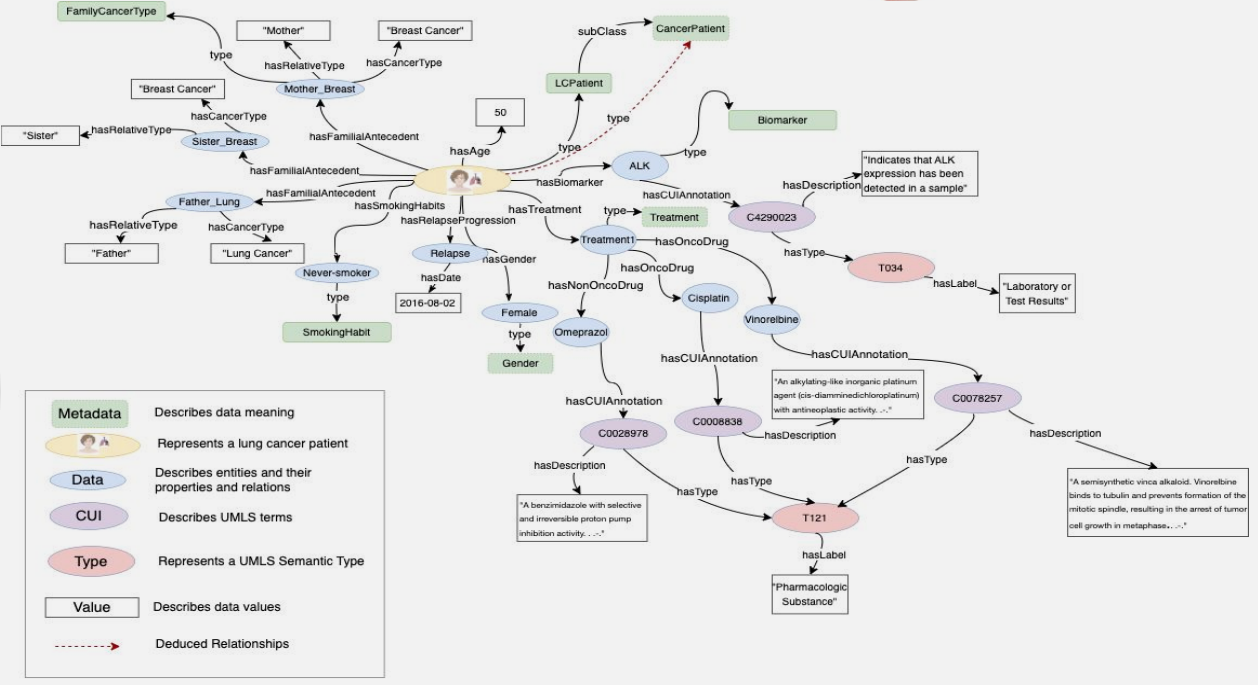 FamilyCancerType
type
"Mother"
hasRelativeType
"Breast Cancer"
hasCancerType
Mother_Breast
subClass
CancerPatient
LCPatient
type
type
"Breast Cancer"
hasCancerType
"Sister"
hasRelativeType
Sister_Breast
hasFamilialAntecedent
hasFamilialAntecedent
50
hasAge
Biomarker
type
ALK
hasBiomarker
hasCUIAnnotation
"Indicates that ALK
expression has been
detected in a sample"
hasDescription
C4290023
hasType
T034
hasLabel
"Laboratory or
Test Results"
hasFamilialAntecedent
Father_Lung
hasRelativeType
hasCancerType
"Father"
"Lung Cancer"
hasSmokingHabits
Never-smoker
type
SmokingHabit
hasRelapseProgression
Relapse
hasDate
2016-08-02
hasGender
Female
type
Gender
hasTreatment
type
Treatment
Treatment1
hasOncoDrug
hasOncoDrug
hasNonOncoDrug
Omeprazol
Cisplatin
Vinorelbine
hasCUIAnnotation
hasCUIAnnotation
hasCUIAnnotation
C0028978
C0008838
C0078257
"An alkylating-like inorganic platinum
agent (cis-diamminedichloroplatinum)
with antineoplastic activity. .-."
hasDescription
hasDescription
hasDescription
"A benzimidazole with selective
and irreversible proton pump
inhibition activity. . .-."
"A semisynthetic vinca alkaloid. Vinorelbine
binds to tubulin and prevents formation of the
mitotic spindle, resulting in the arrest of tumor
cell growth in metaphase. . .-."
hasType
hasType
hasType
T121
hasLabel
"Pharmacologic
Substance"
Metadata
Describes data meaning
Represents a lung cancer patient
Data
Describes entities and their
properties and relations
CUI
Describes UMLS terms
Type
Represents a UMLS Semantic Type
Value
Describes data values
Deduced Relationships